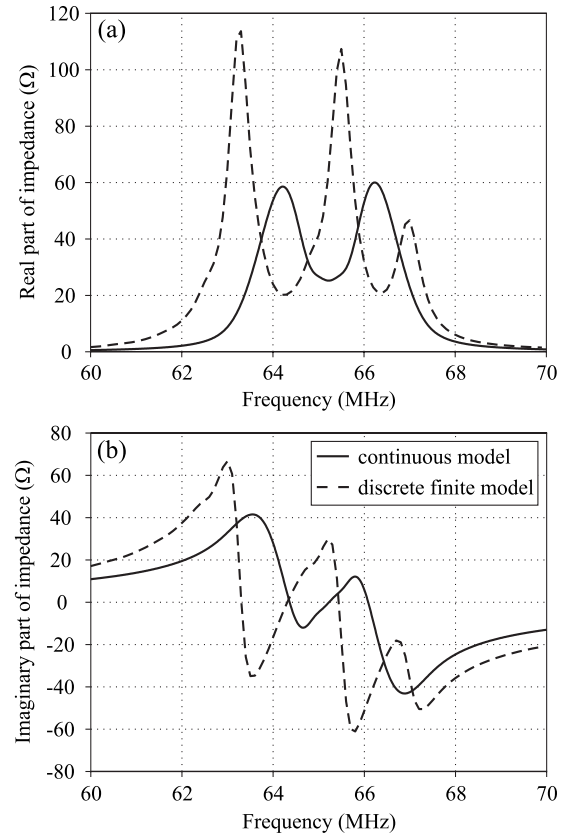 (a)
Real part of impedance (Ω)
120
100
80
60
40
20
0
60 62 64 66 68 70
Frequency (MHz)
(b)
continuous model
discrete finite model
Imaginary part of impedance (Ω)
80
60
40
20
0
-20
-40
-60
-80
60 62 64 66 68 70
Frequency (MHz)